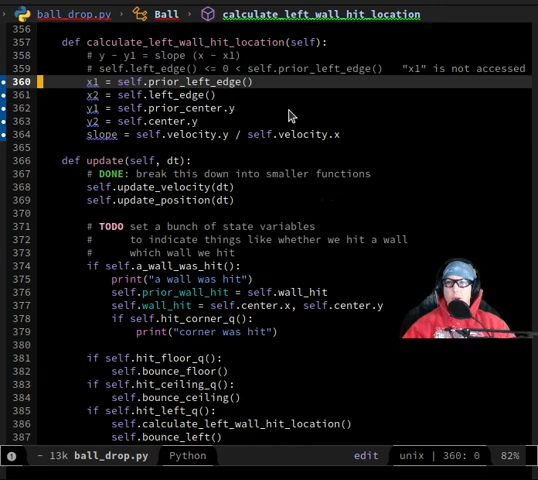 ball_drop.py › Ball › calculate_left_wall_hit_location
356
357 def calculate_left_wall_hit_location(self):
358 # y - y1 = slope (x - x1)
359 # self.left_edge() <= 0 < self.prior_left_edge() "x1" is not accessed
360 x1 = self.prior_left_edge()
361 x2 = self.left_edge()
362 y1 = self.prior_center.y
363 y2 = self.center.y
364 slope = self.velocity.y / self.velocity.x
365
366 def update(self, dt):
367 # DONE: break this down into smaller functions
368 self.update_velocity(dt)
369 self.update_position(dt)
370
371 # TODO set a bunch of state variables
372 # to indicate things like whether we hit a wall
373 # which wall we hit
374 if self.a_wall_was_hit():
375 print("a wall was hit")
376 self.prior_wall_hit = self.wall_hit
377 self.wall_hit = self.center.x, self.center.y
378 if self.hit_corner_q():
379 print("corner was hit")
380
381 if self.hit_floor_q():
382 self.bounce_floor()
383 if self.hit_ceiling_q():
384 self.bounce_ceiling()
385 if self.hit_left_q():
386 self.calculate_left_wall_hit_location()
387 self.bounce_left()
- 13k ball_drop.py Python edit unix | 360: 0 82%